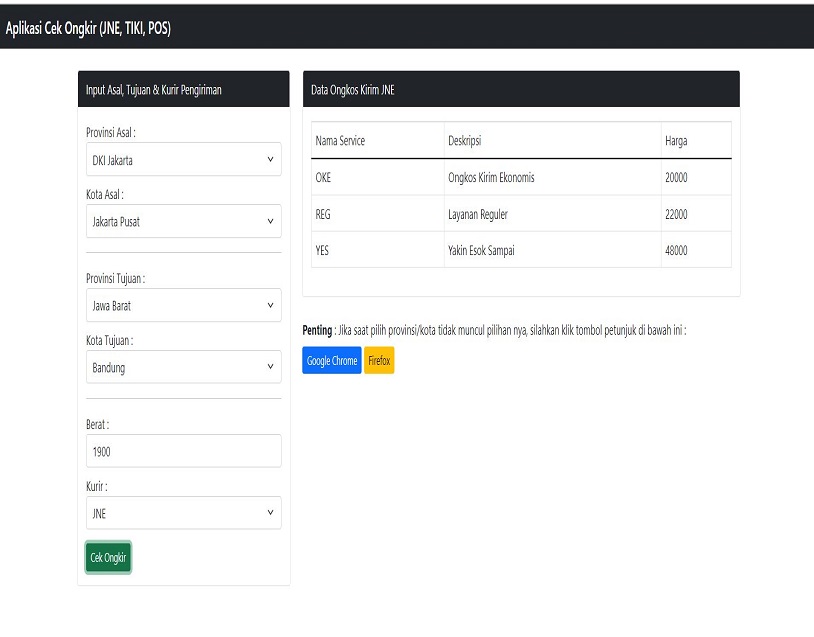 Aplikasi Cek Ongkir (JNE, TIKI, POS)
Input Asal, Tujuan & Kurir Pengiriman
Provinsi Asal :
DKI Jakarta
Kota Asal :
Jakarta Pusat
Provinsi Tujuan :
Jawa Barat
Kota Tujuan :
Bandung
Berat :
1900
Kurir :
JNE
Cek Ongkir
Data Ongkos Kirim JNE
Nama Service Deskripsi Harga
OKE Ongkos Kirim Ekonomis 20000
REG Layanan Reguler 22000
YES Yakin Esok Sampai 48000
Penting : Jika saat pilih provinsi/kota tidak muncul pilihan nya, silahkan klik tombol petunjuk di bawah ini :
Google Chrome Firefox